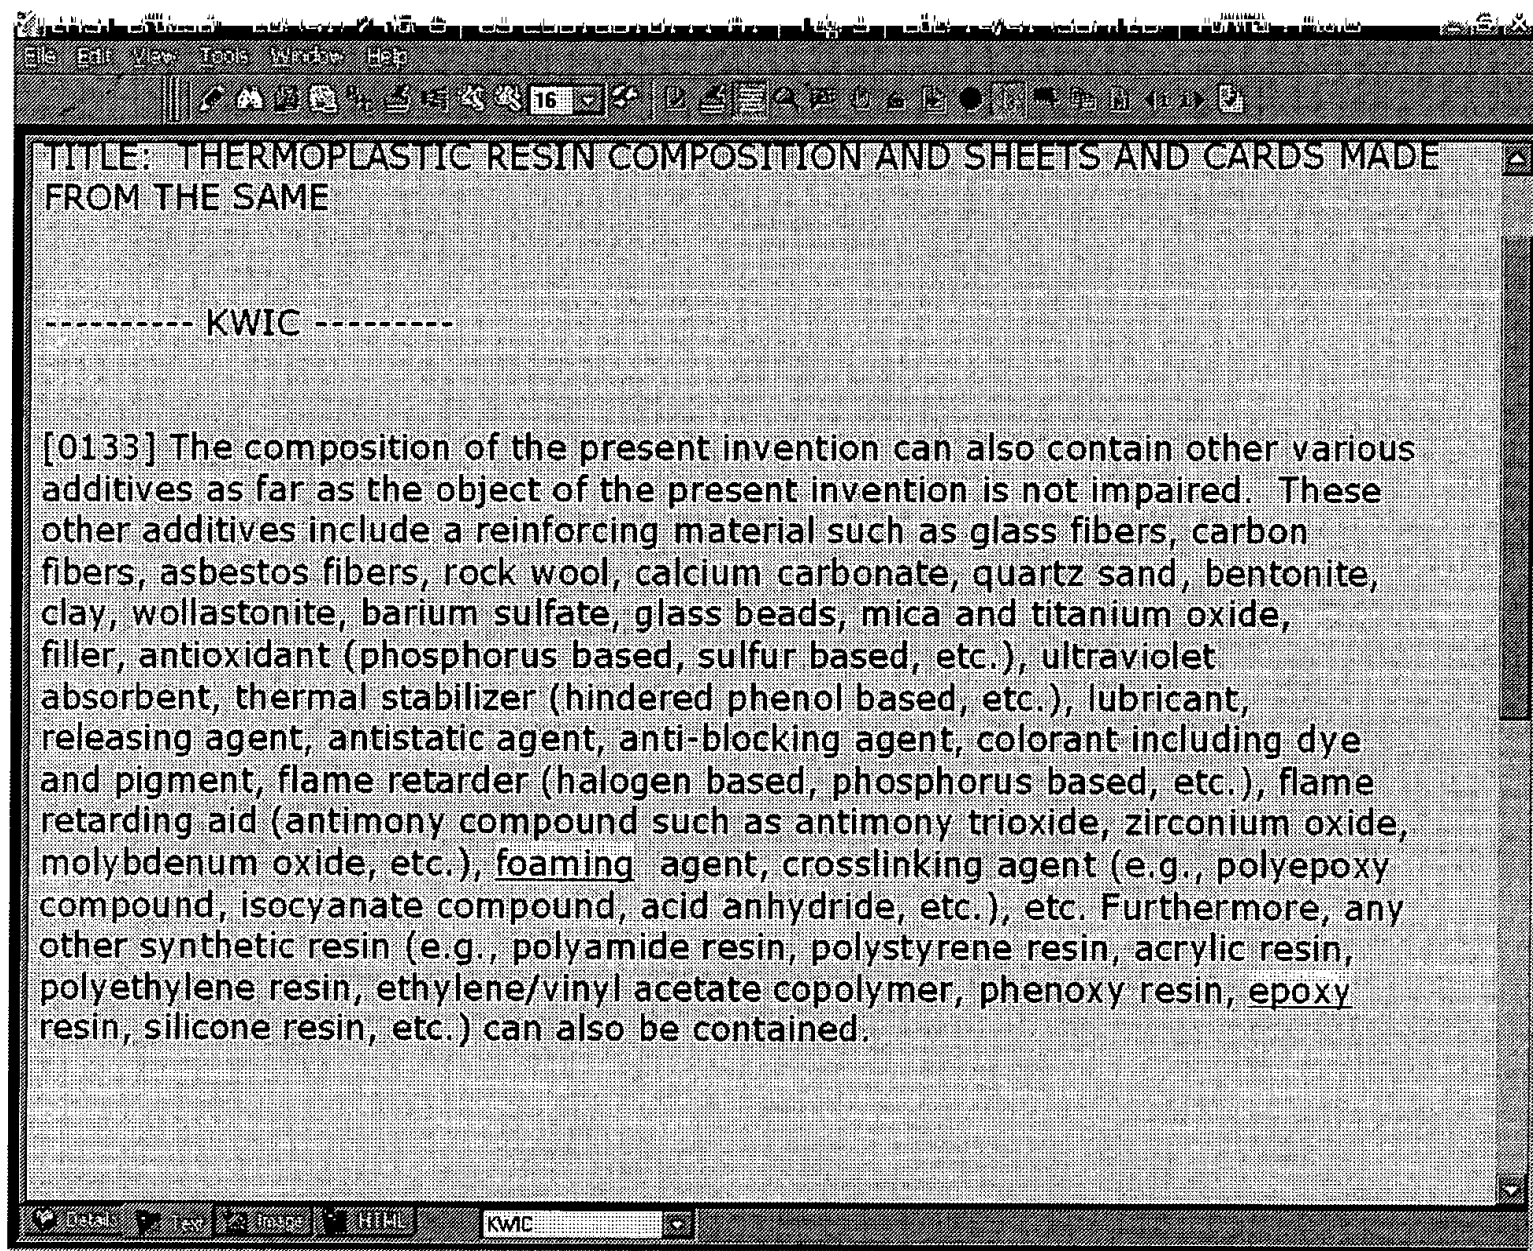 File Edit View Tools Window Help
16
TITLE: THERMOPLASTIC RESIN COMPOSITION AND SHEETS AND CARDS MADE
FROM THE SAME
---------- KWIC ---------
[0133] The composition of the present invention can also contain other various
additives as far as the object of the present invention is not impaired. These
other additives include a reinforcing material such as glass fibers, carbon
fibers, asbestos fibers, rock wool, calcium carbonate, quartz sand, bentonite,
clay, wollastonite, barium sulfate, glass beads, mica and titanium oxide,
filler, antioxidant (phosphorus based, sulfur based, etc.), ultraviolet
absorbent, thermal stabilizer (hindered phenol based, etc.), lubricant,
releasing agent, antistatic agent, anti-blocking agent, colorant including dye
and pigment, flame retarder (halogen based, phosphorus based, etc.), flame
retarding aid (antimony compound such as antimony trioxide, zirconium oxide,
molybdenum oxide, etc.), foaming agent, crosslinking agent (e.g., polyepoxy
compound, isocyanate compound, acid anhydride, etc.), etc. Furthermore, any
other synthetic resin (e.g., polyamide resin, polystyrene resin, acrylic resin,
polyethylene resin, ethylene/vinyl acetate copolymer, phenoxy resin, epoxy
resin, silicone resin, etc.) can also be contained.
Details Text Image HTML KWIC